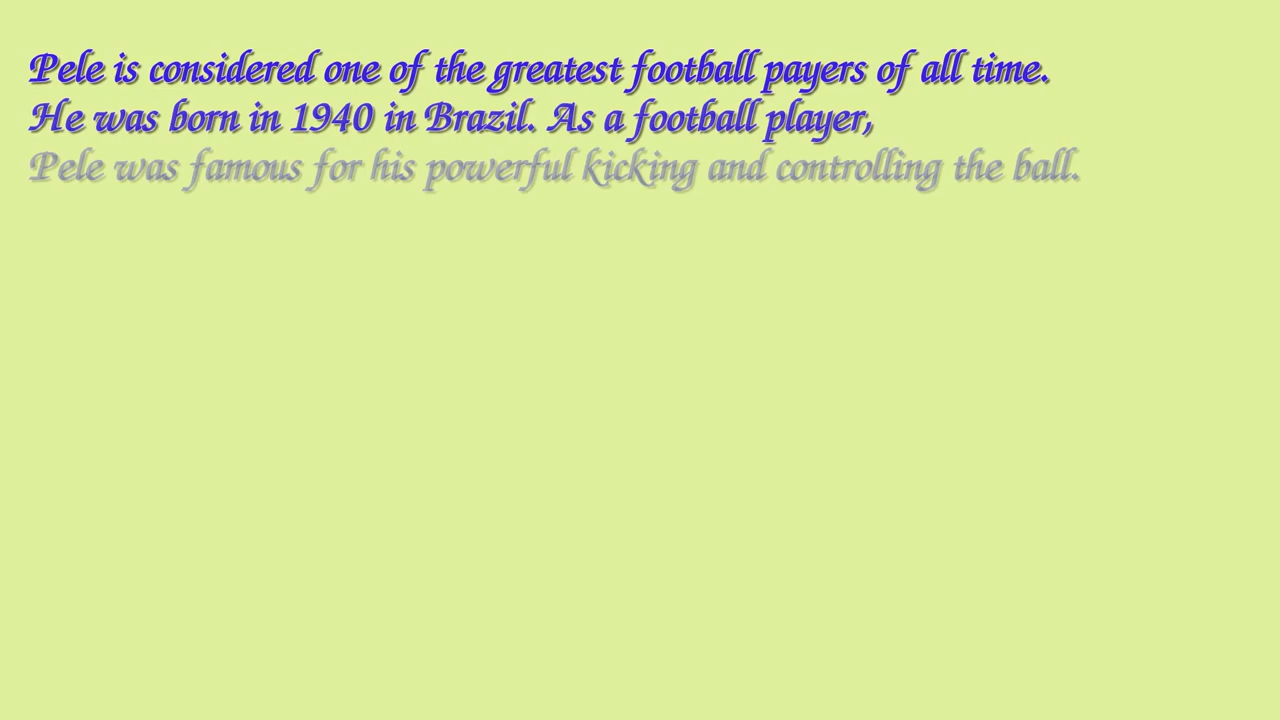 Pele is considered one of the greatest football payers of all time.
He was born in 1940 in Brazil. As a football player,
Pele was famous for his powerful kicking and controlling the ball.